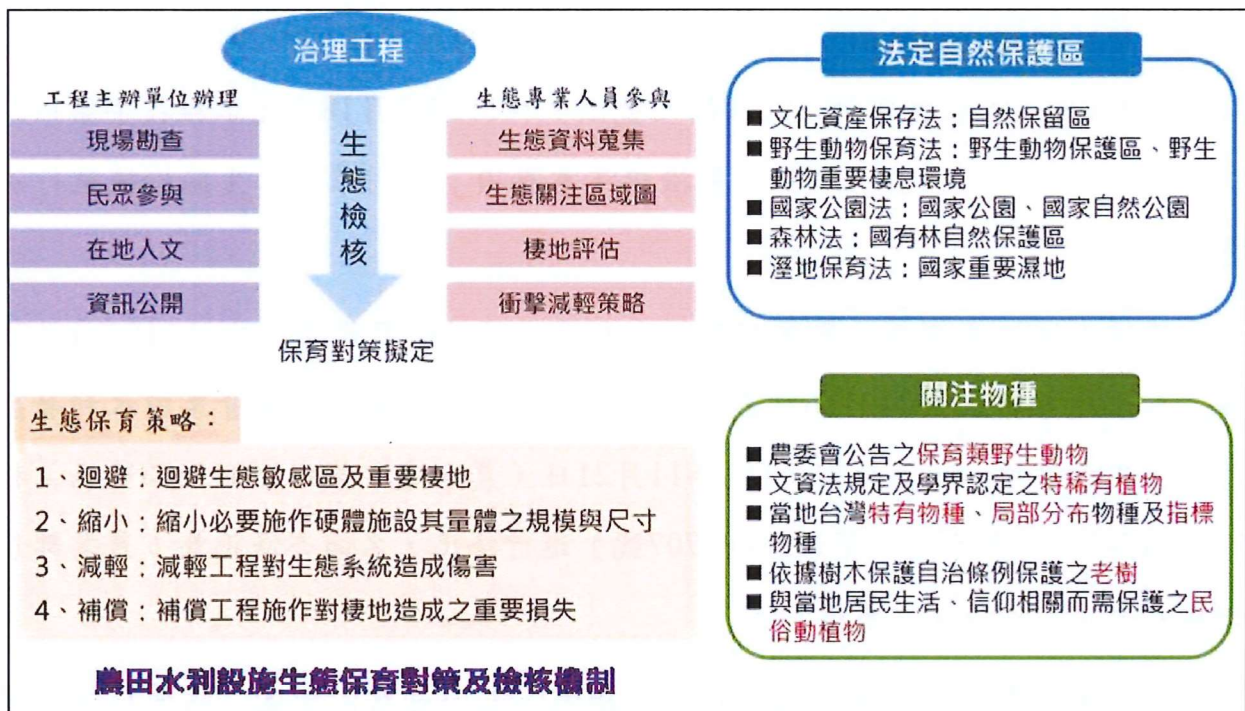 治理工程
工程主辦單位辦理
現場勘查
民眾參與
在地人文
資訊公開
生態檢核
生態專業人員參與
生態資料蒐集
生態關注區域圖
棲地評估
衝擊減輕策略
保育對策擬定
生態保育策略：
1、迴避：迴避生態敏感區及重要棲地
2、縮小：縮小必要施作硬體施設其量體之規模與尺寸
3、減輕：減輕工程對生態系統造成傷害
4、補償：補償工程施作對棲地造成之重要損失
農田水利設施生態保育對策及檢核機制
法定自然保護區
■ 文化資產保存法：自然保留區
■ 野生動物保育法：野生動物保護區、野生
動物重要棲息環境
■ 國家公園法：國家公園、國家自然公園
■ 森林法：國有林自然保護區
■ 溼地保育法：國家重要濕地
關注物種
■ 農委會公告之保育類野生動物
■ 文資法規定及學界認定之特稀有植物
■ 當地台灣特有物種、局部分布物種及指標
物種
■ 依據樹木保護自治條例保護之老樹
■ 與當地居民生活、信仰相關而需保護之民
俗動植物